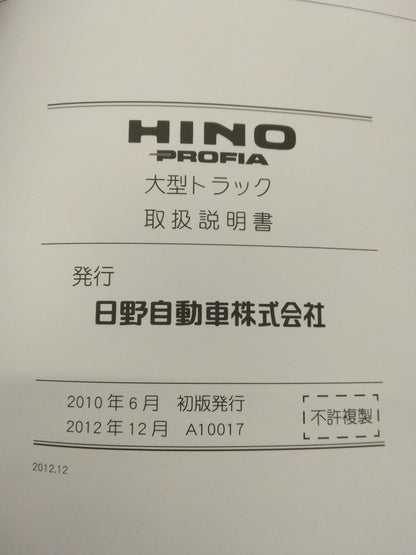 HINO
PROFIA
大型トラック
取扱説明書
発行
日野自動車株式会社
2010年6月 初版発行
2012年12月 A10017
不許複製
2012.12